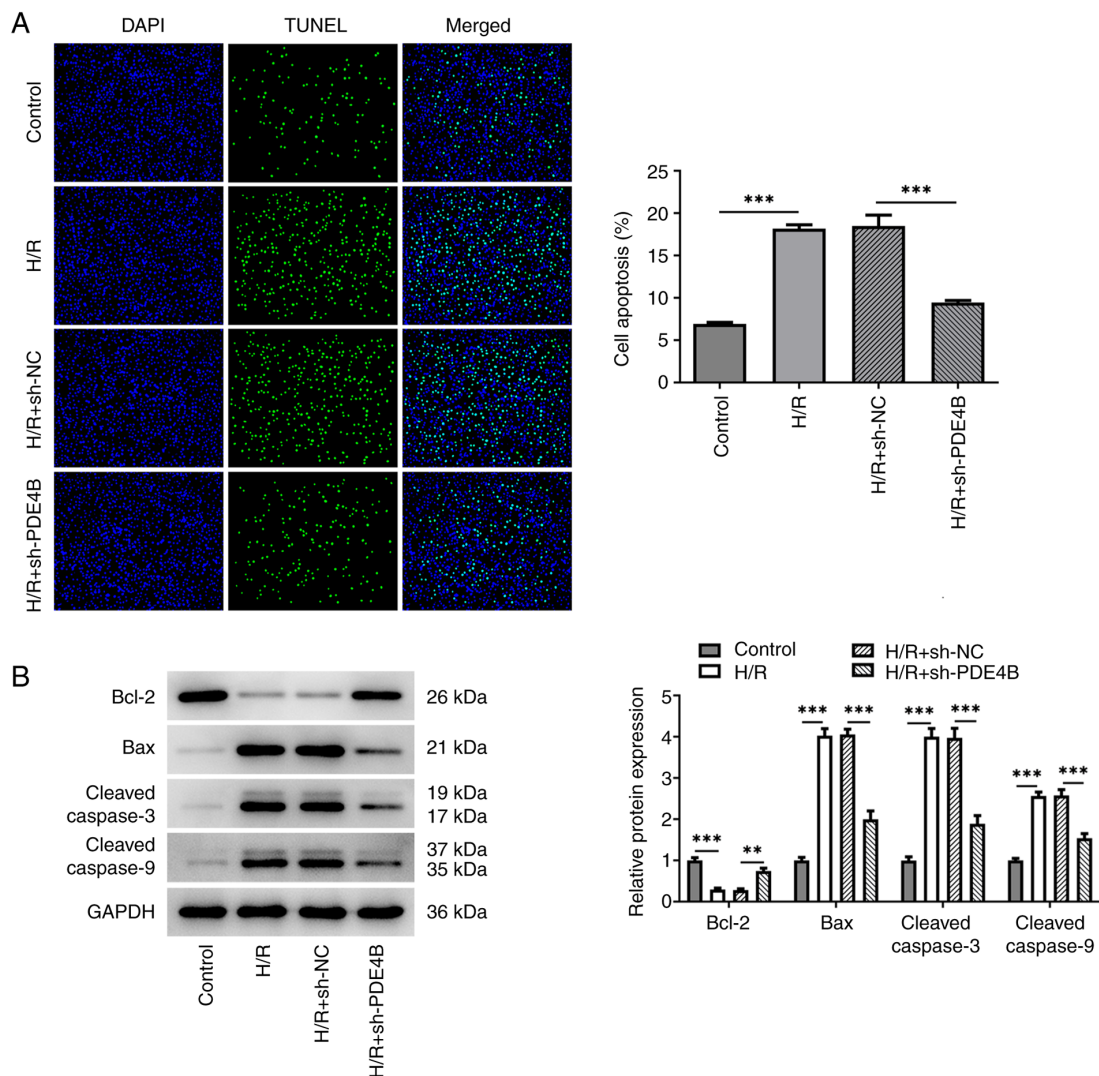 A
DAPI
TUNEL
Merged
Control
H/R
H/R+sh-NC
H/R+sh-PDE4B
Cell apoptosis (%)
25
20
15
10
5
0
***
***
Control
H/R
H/R+sh-NC
H/R+sh-PDE4B
B
Bcl-2
26 kDa
Bax
21 kDa
Cleaved
caspase-3
19 kDa
17 kDa
Cleaved
caspase-9
37 kDa
35 kDa
GAPDH
36 kDa
Control
H/R
H/R+sh-NC
H/R+sh-PDE4B
Control
H/R
H/R+sh-NC
H/R+sh-PDE4B
Relative protein expression
5
4
3
2
1
0
***
**
***
***
***
***
***
***
Bcl-2
Bax
Cleaved
caspase-3
Cleaved
caspase-9